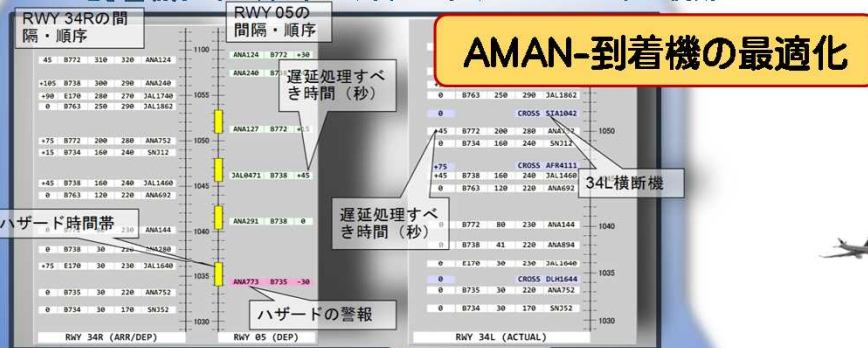 AMAN-到着機の最適化
RWY 34Rの間
隔・順序
RWY 05の
間隔・順序
遅延処理すべ
き時間（秒）
34L横断機
遅延処理すべ
き時間（秒）
ハザード時間帯
ハザードの警報
45 B772 310 320 ANA124
+105 B738 300 290 ANA240
+90 E170 280 270 JAL1740
0 B763 250 290 JAL1862
+75 B772 200 280 ANA752
+15 B734 160 240 SNJ12
+45 B738 160 240 JAL1460
0 B763 120 220 ANA692
230 ANA144
0 B738 30 220 ANA280
+75 E170 30 230 JAL1640
0 B735 30 220 ANA752
0 B734 30 170 SNJ52
RWY 34R (ARR/DEP)
1100
1055
1050
1045
1040
1035
1030
ANA124 B772 +30
ANA240
ANA127 B772
JAL0471 B738 +45
ANA291 B738 0
ANA773 B735 -30
RWY 05 (DEP)
0 B763 250 290 JAL1862
0 CROSS SIA1042
+45 B772 200 280
0 B734 160 240 SNJ12
+75 CROSS AFR4111
+45 B738 160 240 JAL1460
0 B763 120 220 ANA692
B772 80 230 ANA144
B738 41 220 ANA894
0 E170 30 230 JAL1640
0 CROSS DLH1644
0 B735 30 220 ANA752
0 B734 30 170 SNJ52
1050
1040
1035
1030
RWY 34L (ACTUAL)